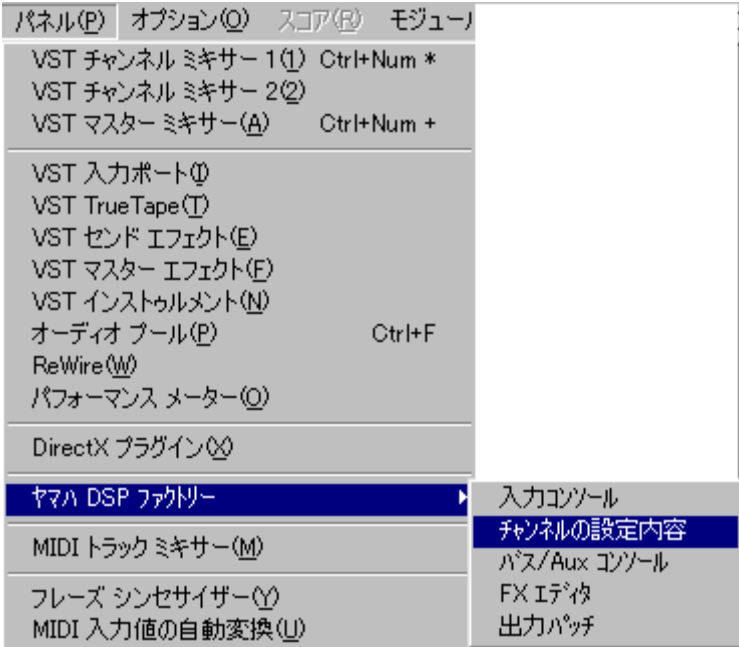 パネル(P) オプション(O) スコア(R) モジュール
VST チャンネル ミキサー 1(1) Ctrl+Num *
VST チャンネル ミキサー 2(2)
VST マスター ミキサー(A) Ctrl+Num +
VST 入力ポート(I)
VST TrueTape(T)
VST センド エフェクト(E)
VST マスター エフェクト(F)
VST インストゥルメント(N)
オーディオ プール(P) Ctrl+F
ReWire(W)
パフォーマンス メーター(O)
DirectX プラグイン(X)
ヤマハ DSP ファクトリー
入力コンソール
チャンネルの設定内容
バス/Aux コンソール
FX エディタ
出力パッチ
MIDI トラック ミキサー(M)
フレーズ シンセサイザー(Y)
MIDI 入力値の自動変換(U)